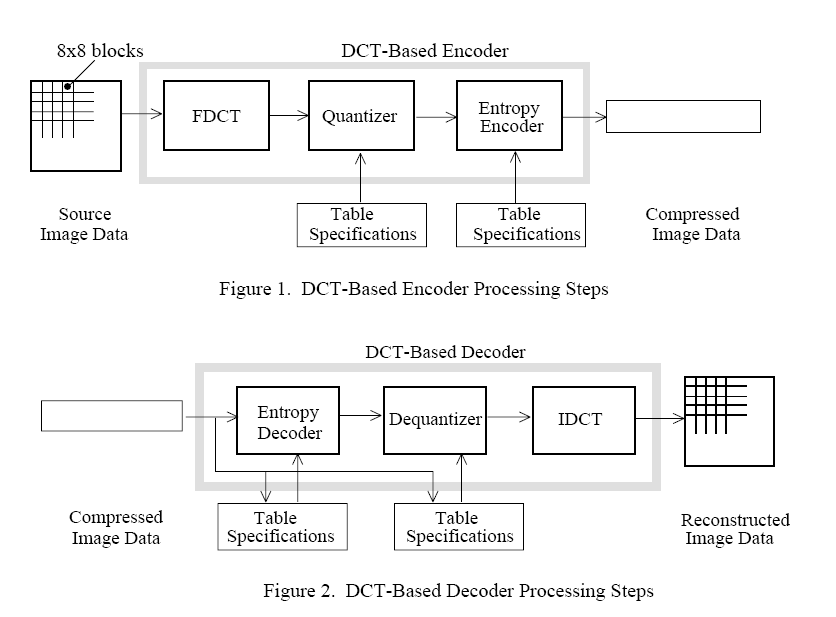 8x8 blocks
DCT-Based Encoder
FDCT
Quantizer
Entropy
Encoder
Source
Image Data
Table
Specifications
Table
Specifications
Compressed
Image Data
Figure 1.  DCT-Based Encoder Processing Steps
DCT-Based Decoder
Entropy
Decoder
Dequantizer
IDCT
Compressed
Image Data
Table
Specifications
Table
Specifications
Reconstructed
Image Data
Figure 2.  DCT-Based Decoder Processing Steps